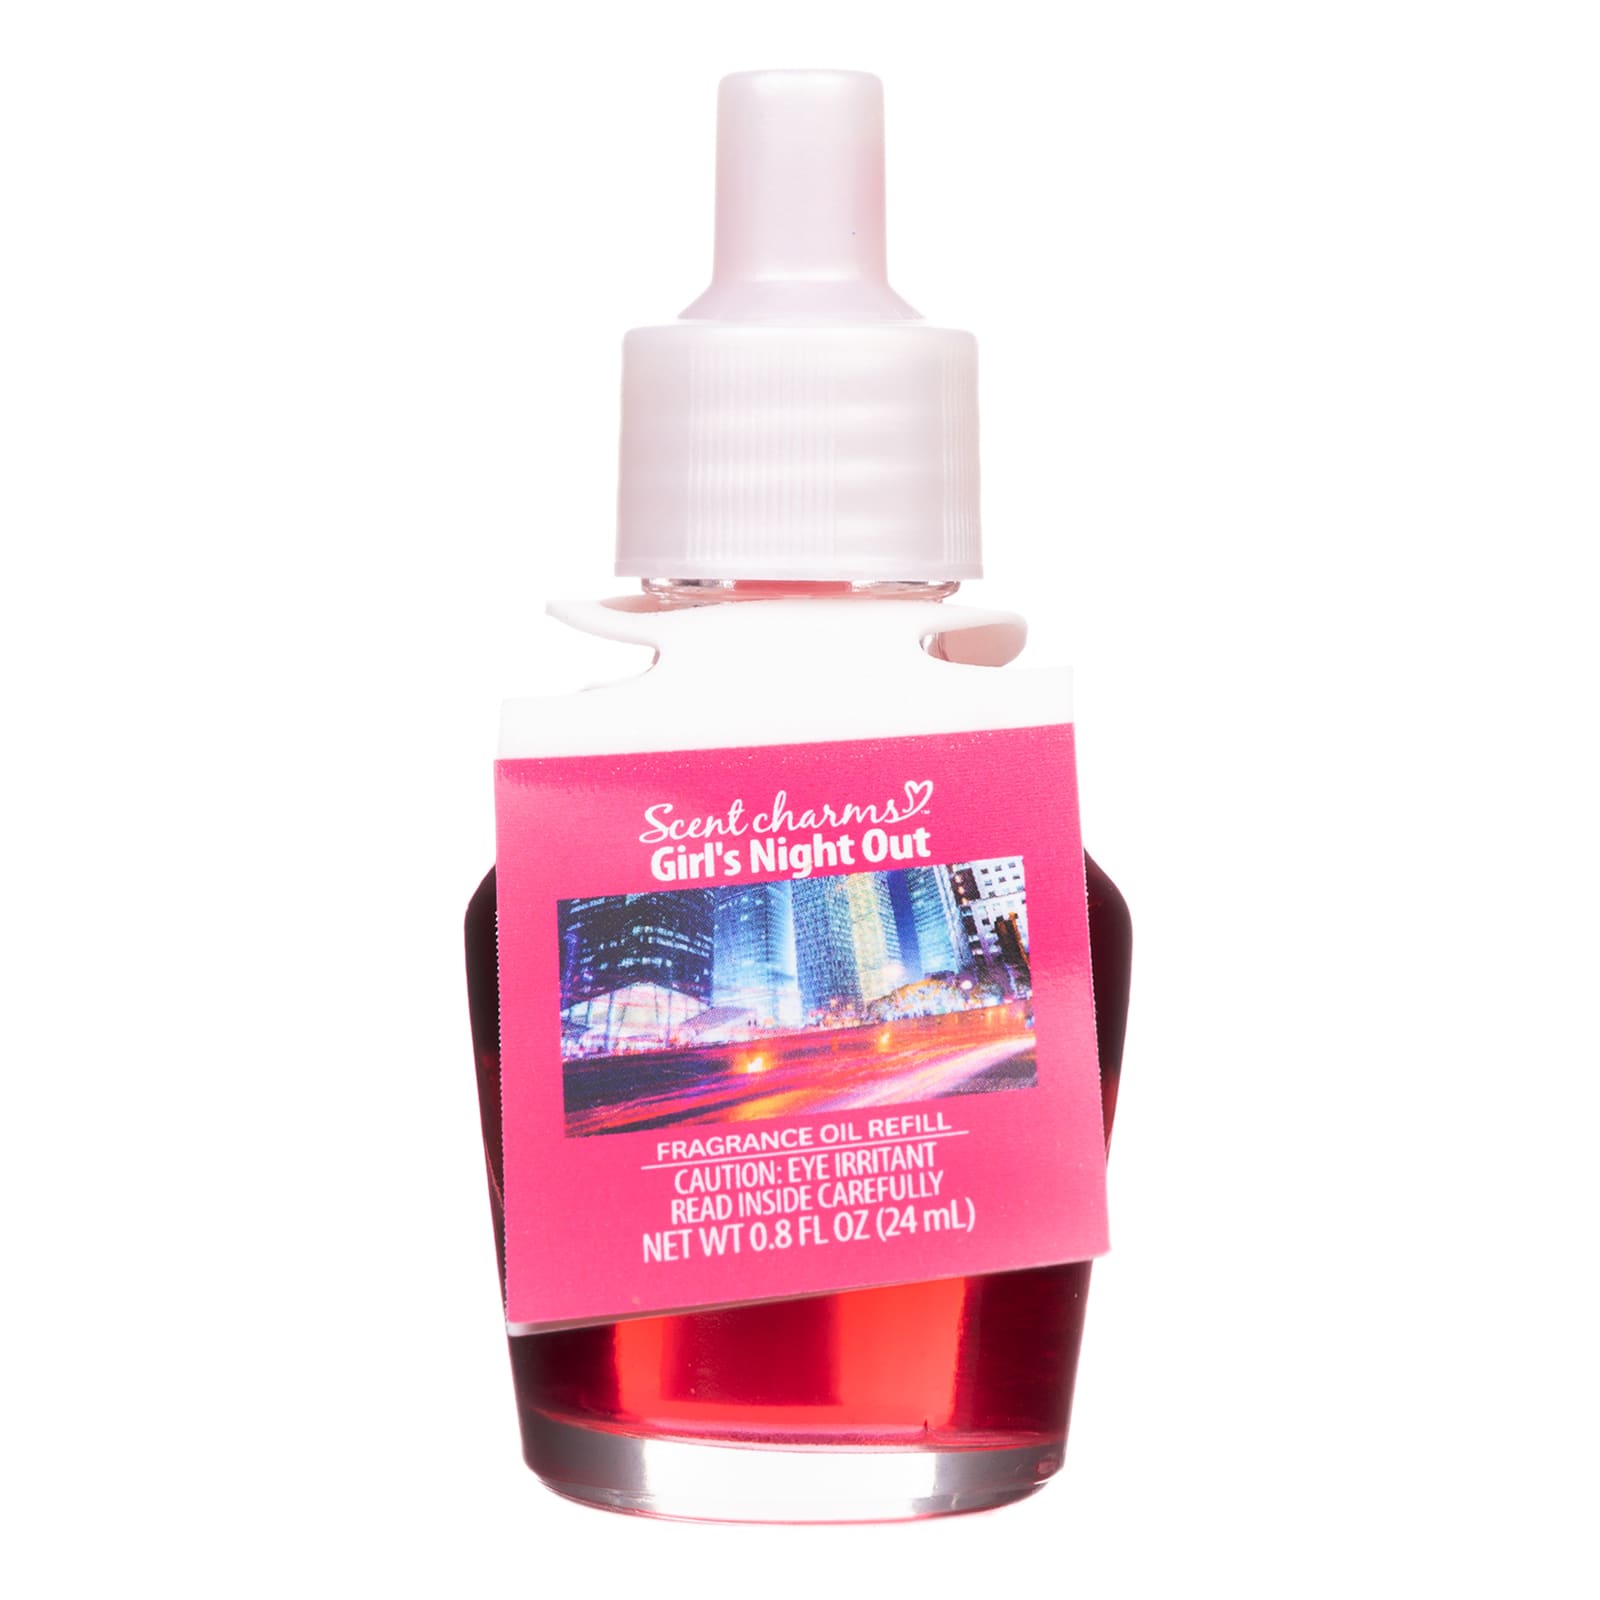 Scent charms™
Girl's Night Out
FRAGRANCE OIL REFILL
CAUTION: EYE IRRITANT
READ INSIDE CAREFULLY
NET WT 0.8 FL OZ (24 mL)